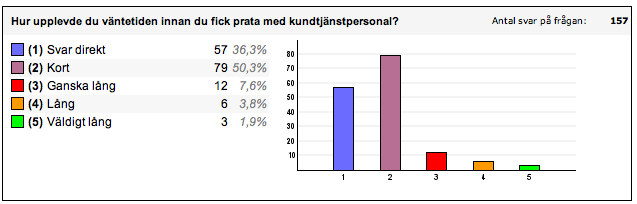 Hur upplevde du väntetiden innan du fick prata med kundtjänstpersonal? Antal svar på frågan: 157
(1) Svar direkt 57 36,3%
(2) Kort 79 50,3%
(3) Ganska lång 12 7,6%
(4) Lång 6 3,8%
(5) Väldigt lång 3 1,9%
80
70
60
50
40
30
20
10
1 2 3 4 5